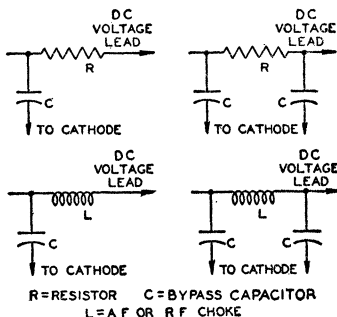 DC
VOLTAGE
LEAD
R
C
TO CATHODE
DC
VOLTAGE
LEAD
R
C
C
TO CATHODE
DC
VOLTAGE
LEAD
L
C
TO CATHODE
DC
VOLTAGE
LEAD
L
C
C
TO CATHODE
R=RESISTOR C=BYPASS CAPACITOR
L=A F OR R F CHOKE